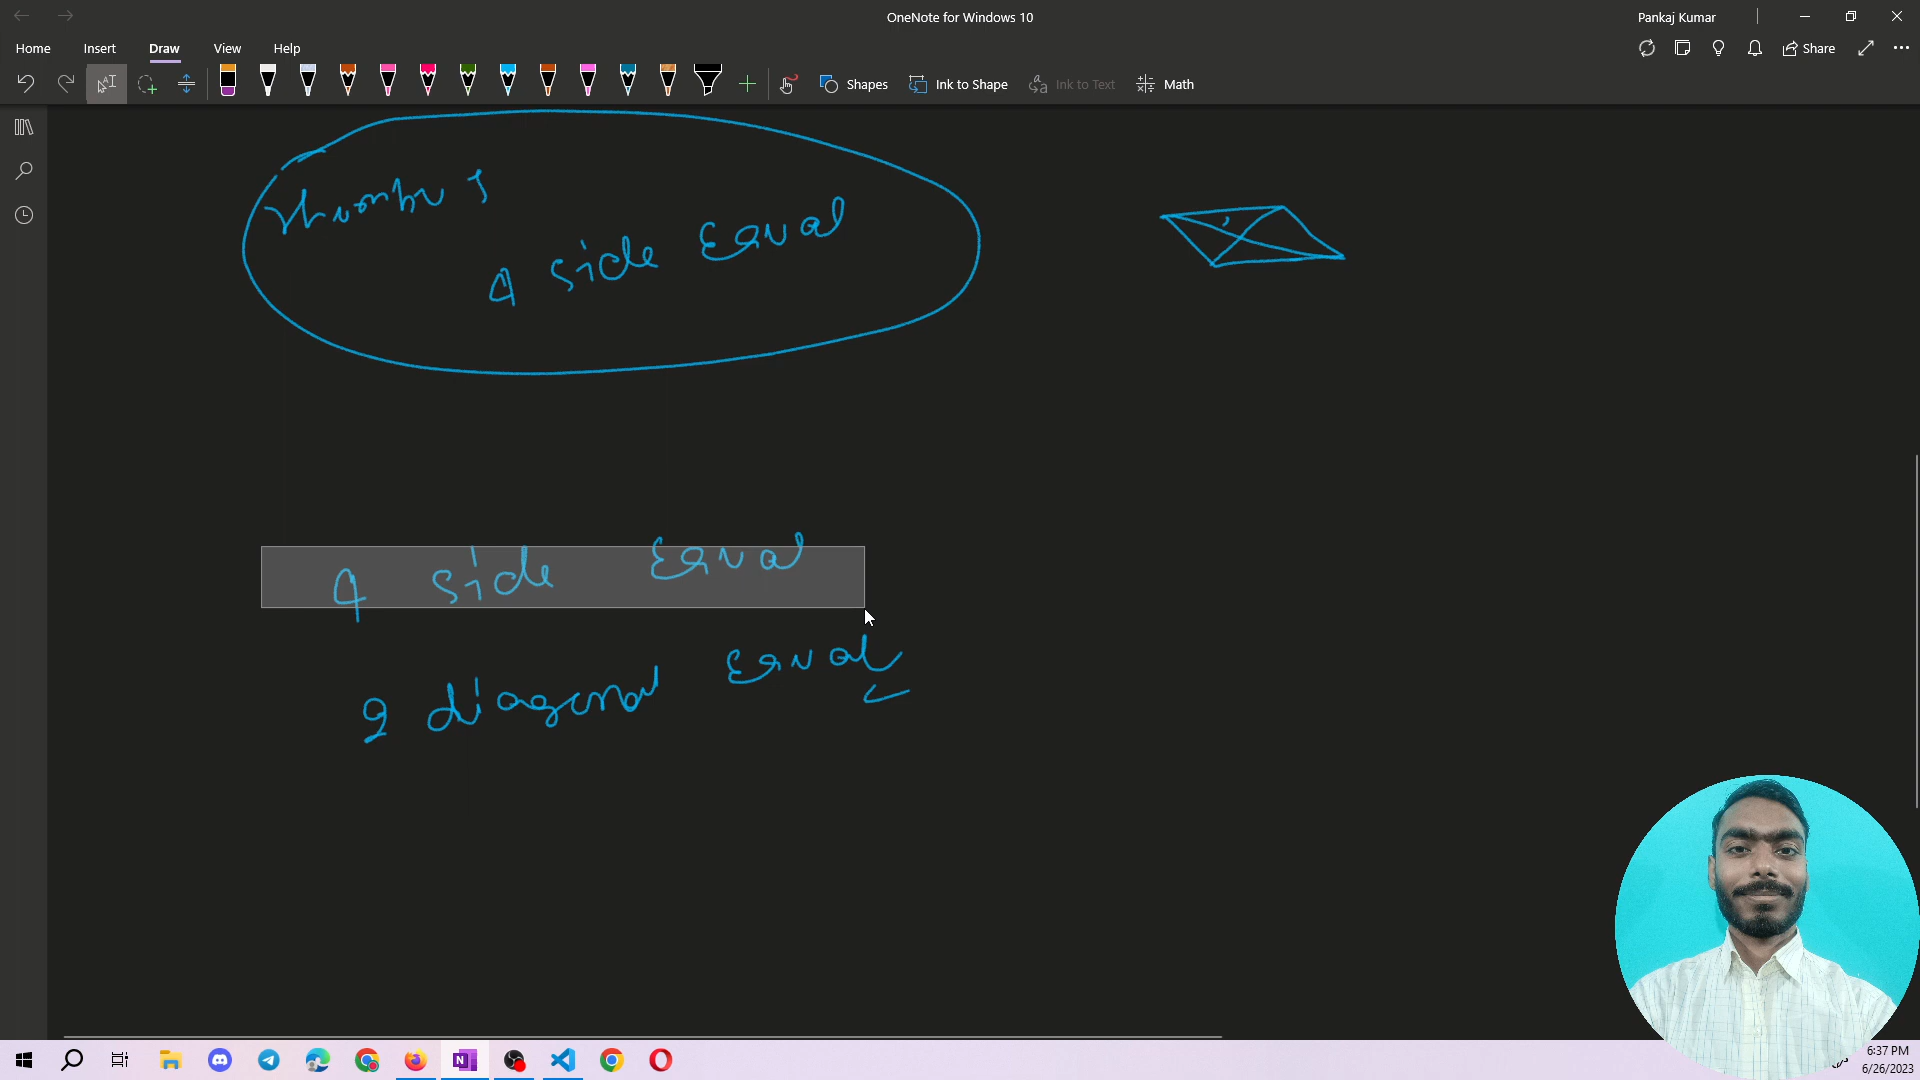 OneNote for Windows 10
Pankaj Kumar
Home Insert Draw View Help
Share
Shapes Ink to Shape Ink to Text Math
4 side Equal
4 side Equal
2 diagonal Equal
6:37 PM
6/26/2023